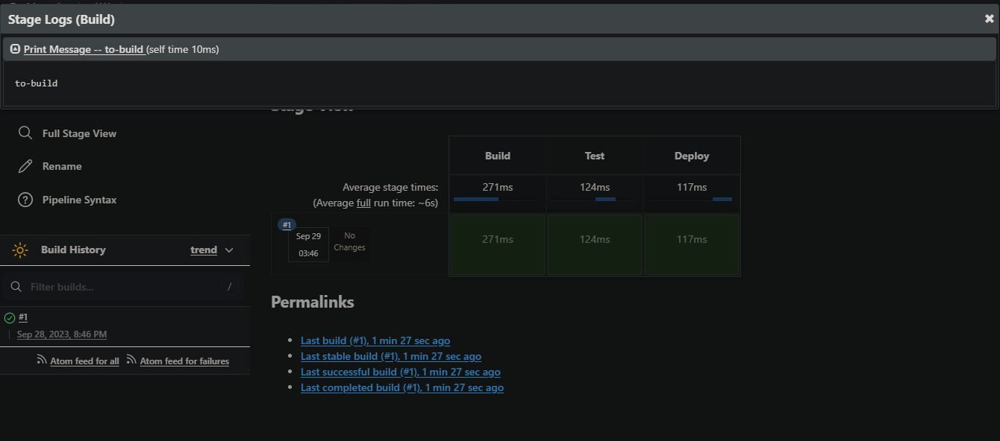 Stage Logs (Build)
Print Message -- to-build (self time 10ms)
to-build
Stage View
Full Stage View
Rename
Pipeline Syntax
Build Test Deploy
Average stage times: 271ms 124ms 117ms
(Average full run time: ~6s)
#1
Sep 29
03:46
No
Changes
271ms 124ms 117ms
Build History trend
Filter builds... /
#1
Sep 28, 2023, 8:46 PM
Atom feed for all Atom feed for failures
Permalinks
Last build (#1), 1 min 27 sec ago
Last stable build (#1), 1 min 27 sec ago
Last successful build (#1), 1 min 27 sec ago
Last completed build (#1), 1 min 27 sec ago